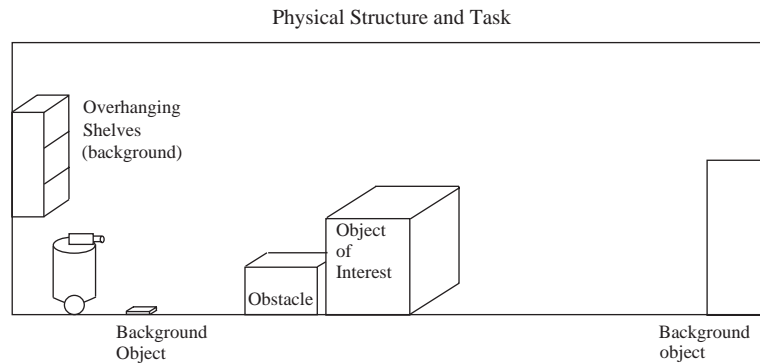 Physical Structure and Task
Overhanging
Shelves
(background)
Object
of
Interest
Obstacle
Background
Object
Background
object